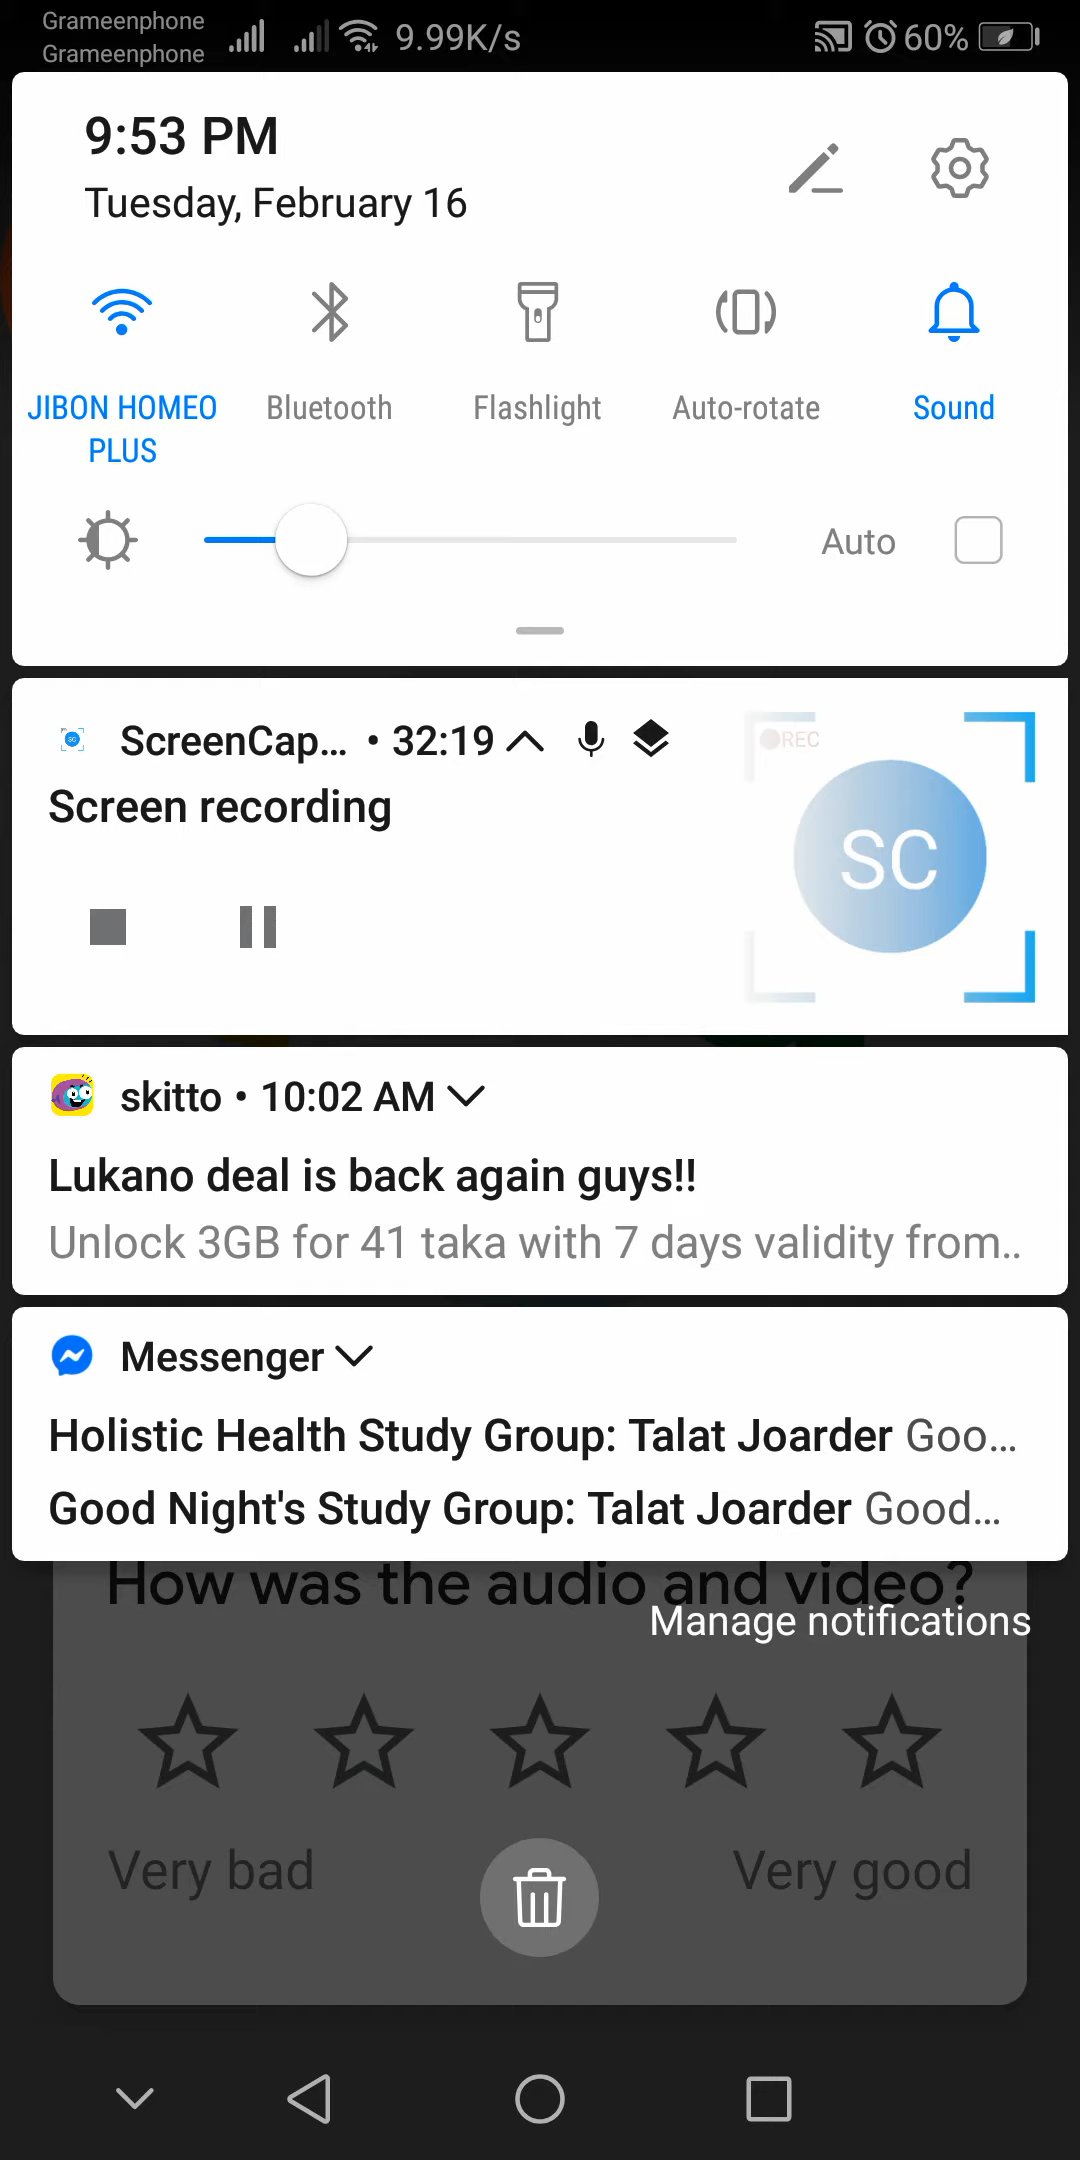 Grameenphone
Grameenphone
9.99K/s
60%
9:53 PM
Tuesday, February 16
JIBON HOMEO
PLUS
Bluetooth
Flashlight
Auto-rotate
Sound
Auto
ScreenCap... • 32:19
REC
Screen recording
SC
skitto • 10:02 AM
Lukano deal is back again guys!!
Unlock 3GB for 41 taka with 7 days validity from..
Messenger
Holistic Health Study Group: Talat Joarder Goo...
Good Night's Study Group: Talat Joarder Good...
How was the audio and video?
Manage notifications
Very bad
Very good